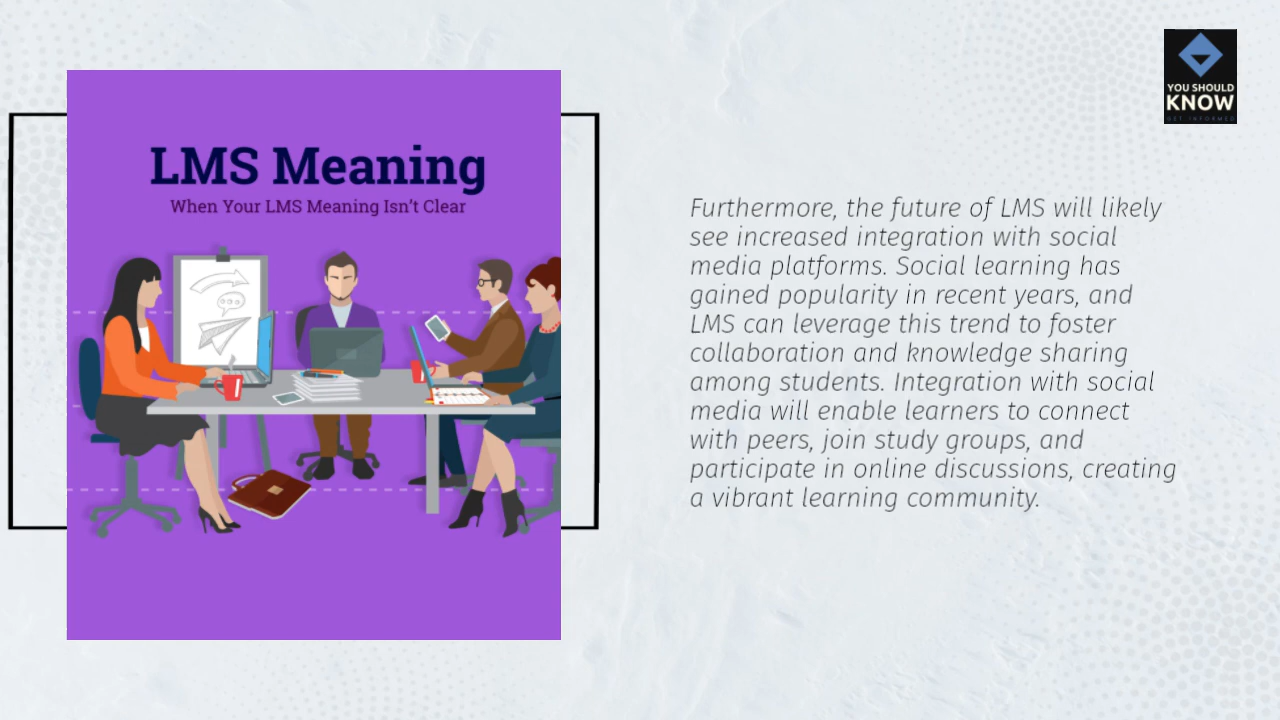 LMS Meaning
When Your LMS Meaning Isn't Clear
YOU SHOULD
KNOW
GET INFORMED
Furthermore, the future of LMS will likely
see increased integration with social
media platforms. Social learning has
gained popularity in recent years, and
LMS can leverage this trend to foster
collaboration and knowledge sharing
among students. Integration with social
media will enable learners to connect
with peers, join study groups, and
participate in online discussions, creating
a vibrant learning community.